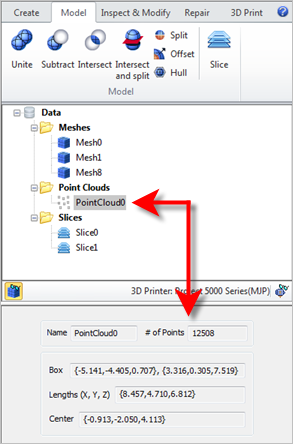 Create Model Inspect & Modify Repair 3D Print
Unite Subtract Intersect Intersect and split Split Offset Hull Slice
Model
Data
Meshes
Mesh0
Mesh1
Mesh8
Point Clouds
PointCloud0
Slices
Slice0
Slice1
3D Printer: ProJet 5000 Series(MJP)
Name PointCloud0 # of Points 12508
Box {-5.141,-4.405,0.707}, {3.316,0.305,7.519}
Lengths (X, Y, Z) {8.457,4.710,6.812}
Center {-0.913,-2.050,4.113}